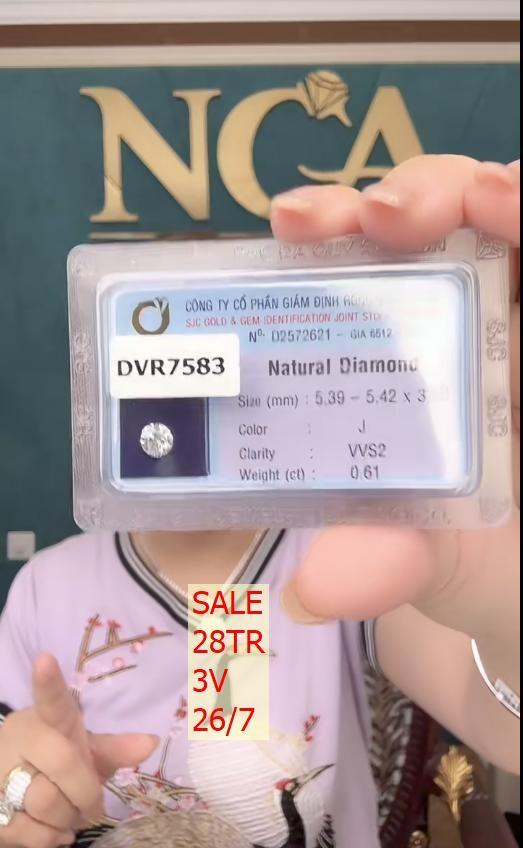 NCA
CÔNG TY CỔ PHẦN GIÁM ĐỊNH
SJC GOLD & GEM IDENTIFICATION JOINT
Nº: D2572621 - GIA 6512
DVR7583
Natural Diamond
Size (mm) : 5.39 - 5.42 x 3
Color : J
Clarity : VVS2
Weight (ct) : 0.61
SJC
SJC
SALE
28TR
3V
26/7